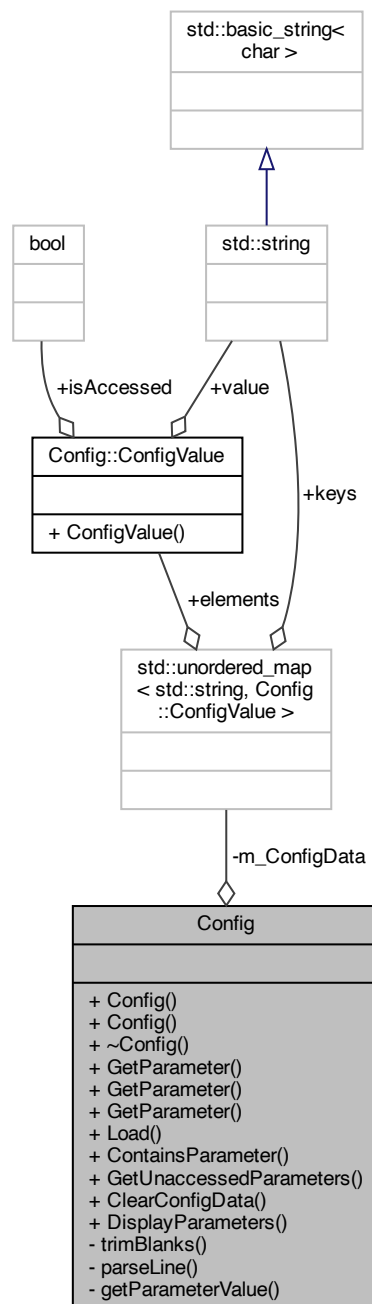 std::basic_string<
char >
bool
std::string
+isAccessed
+value
Config::ConfigValue
+ ConfigValue()
+keys
+elements
std::unordered_map
< std::string, Config
::ConfigValue >
-m_ConfigData
Config
+ Config()
+ Config()
+ ~Config()
+ GetParameter()
+ GetParameter()
+ GetParameter()
+ Load()
+ ContainsParameter()
+ GetUnaccessedParameters()
+ ClearConfigData()
+ DisplayParameters()
- trimBlanks()
- parseLine()
- getParameterValue()